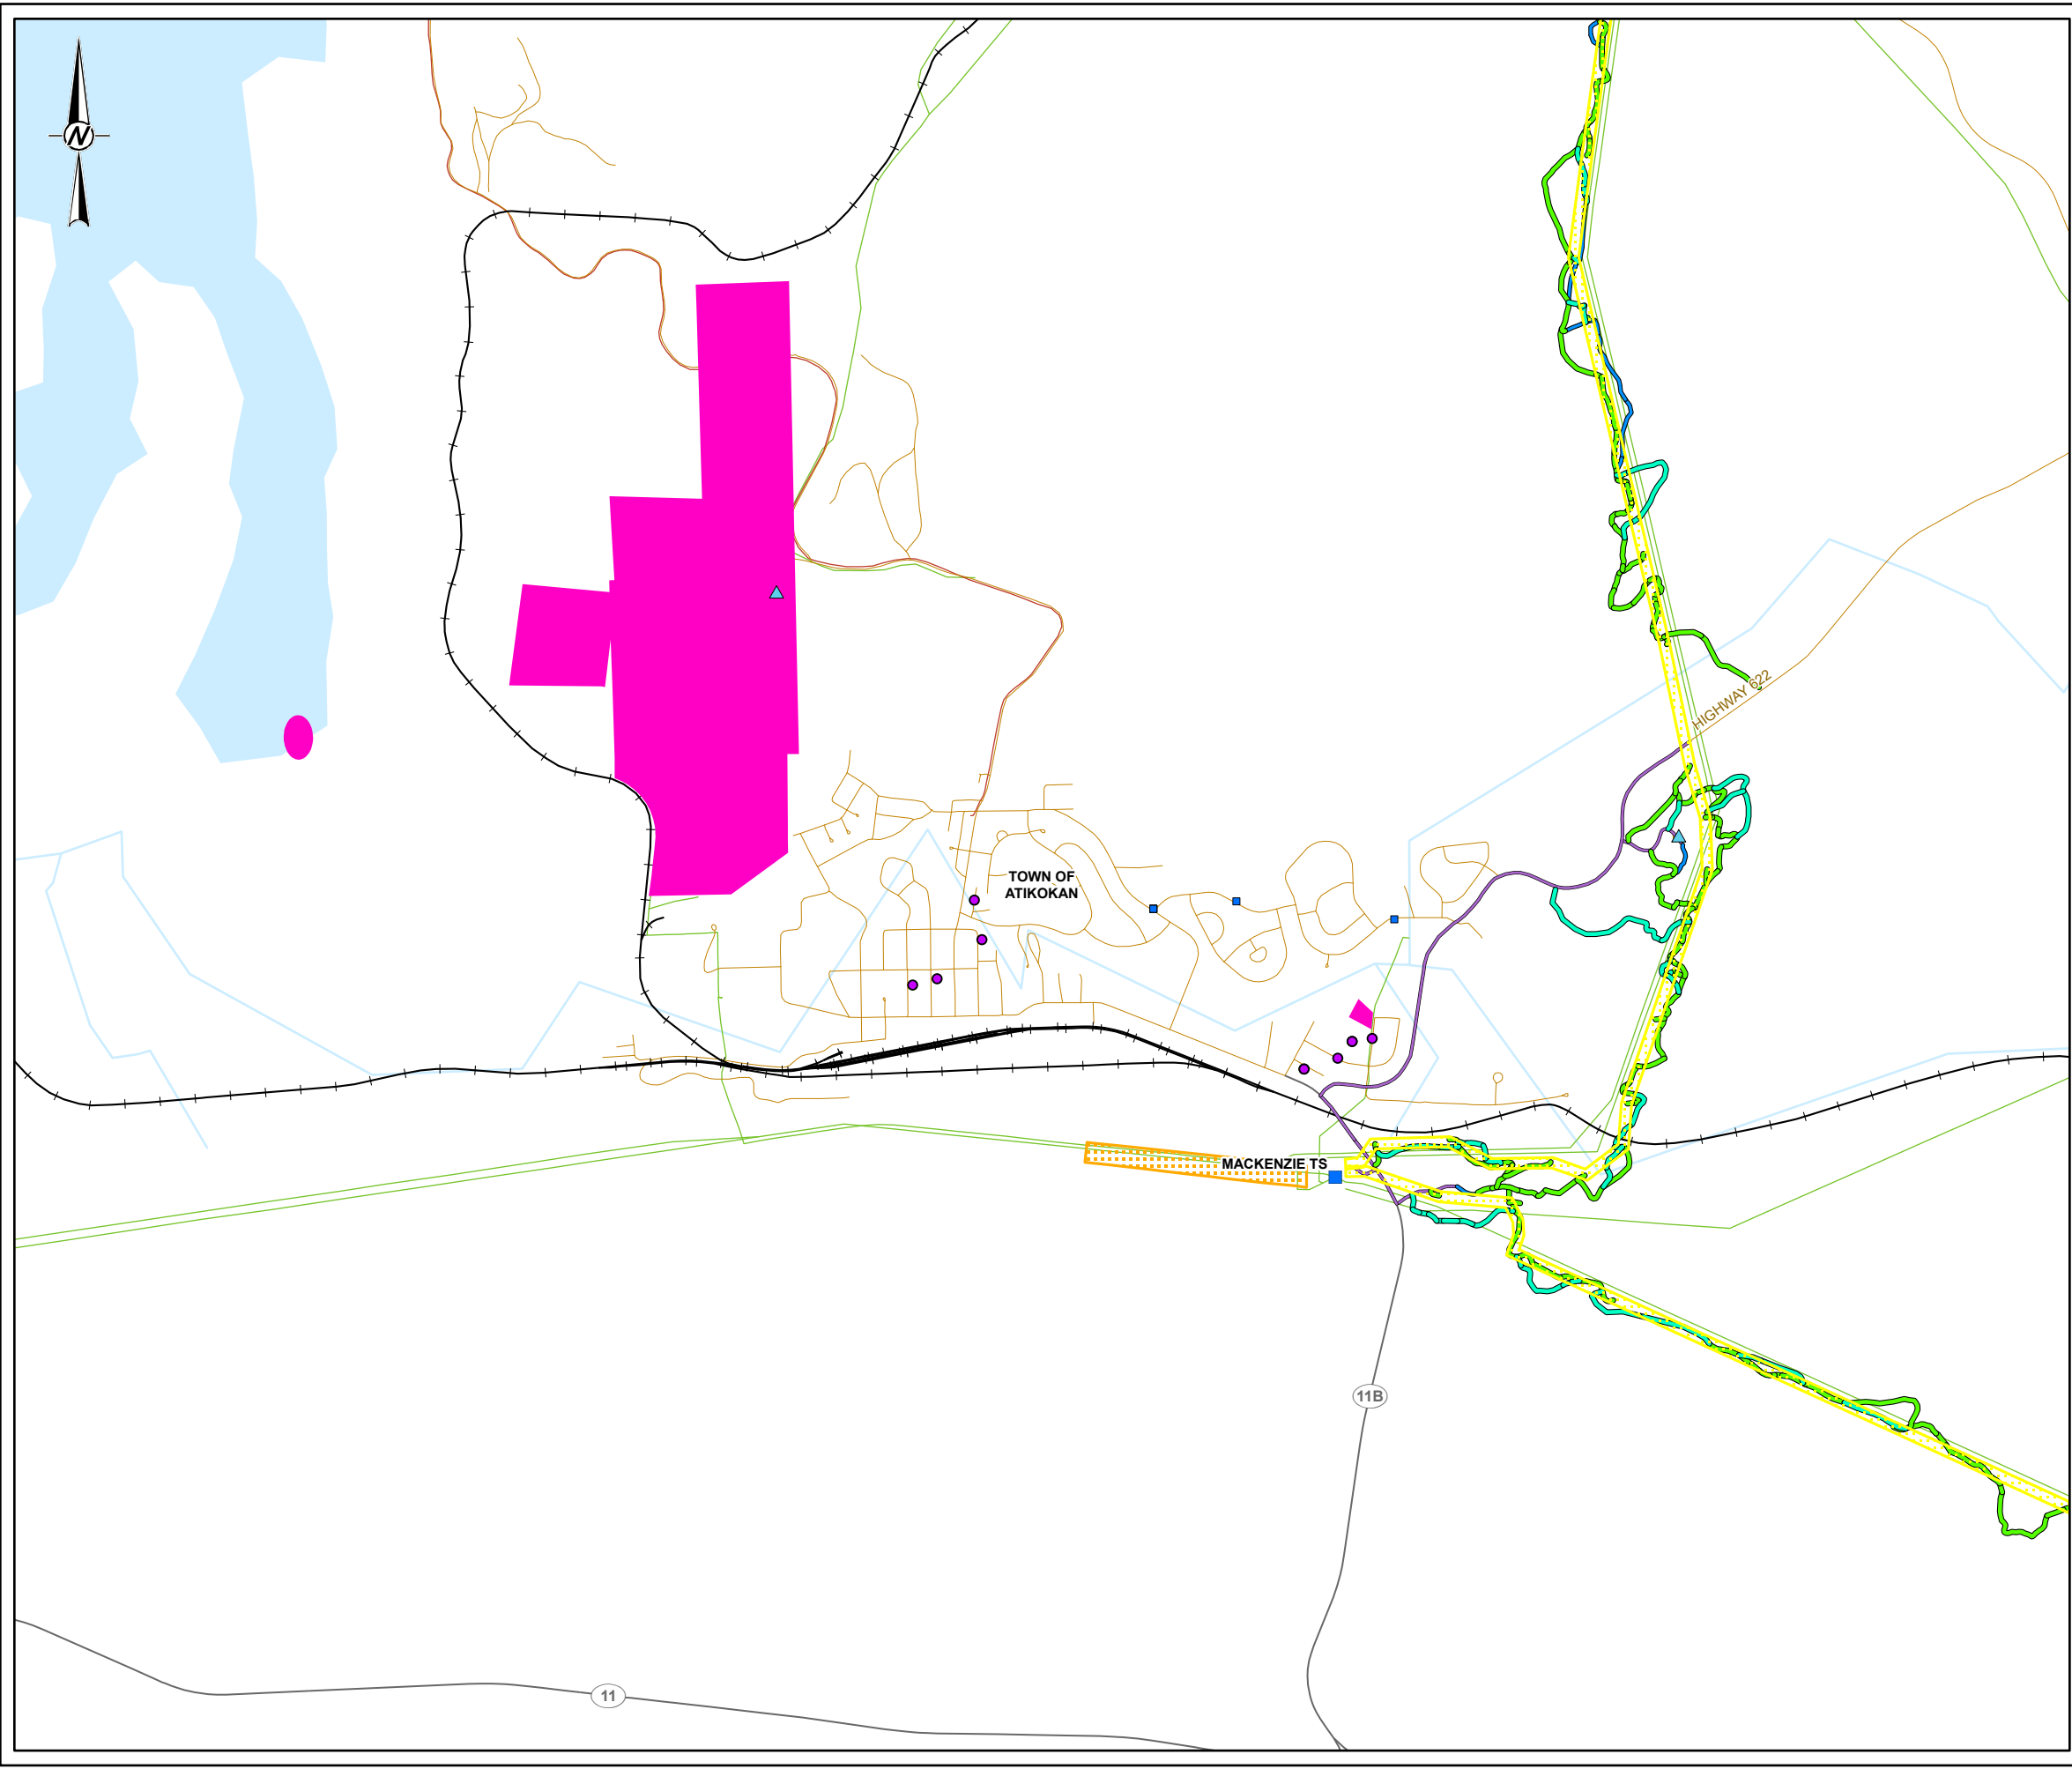 N
HIGHWAY 622
TOWN OF
ATIKOKAN
MACKENZIE TS
11B
11